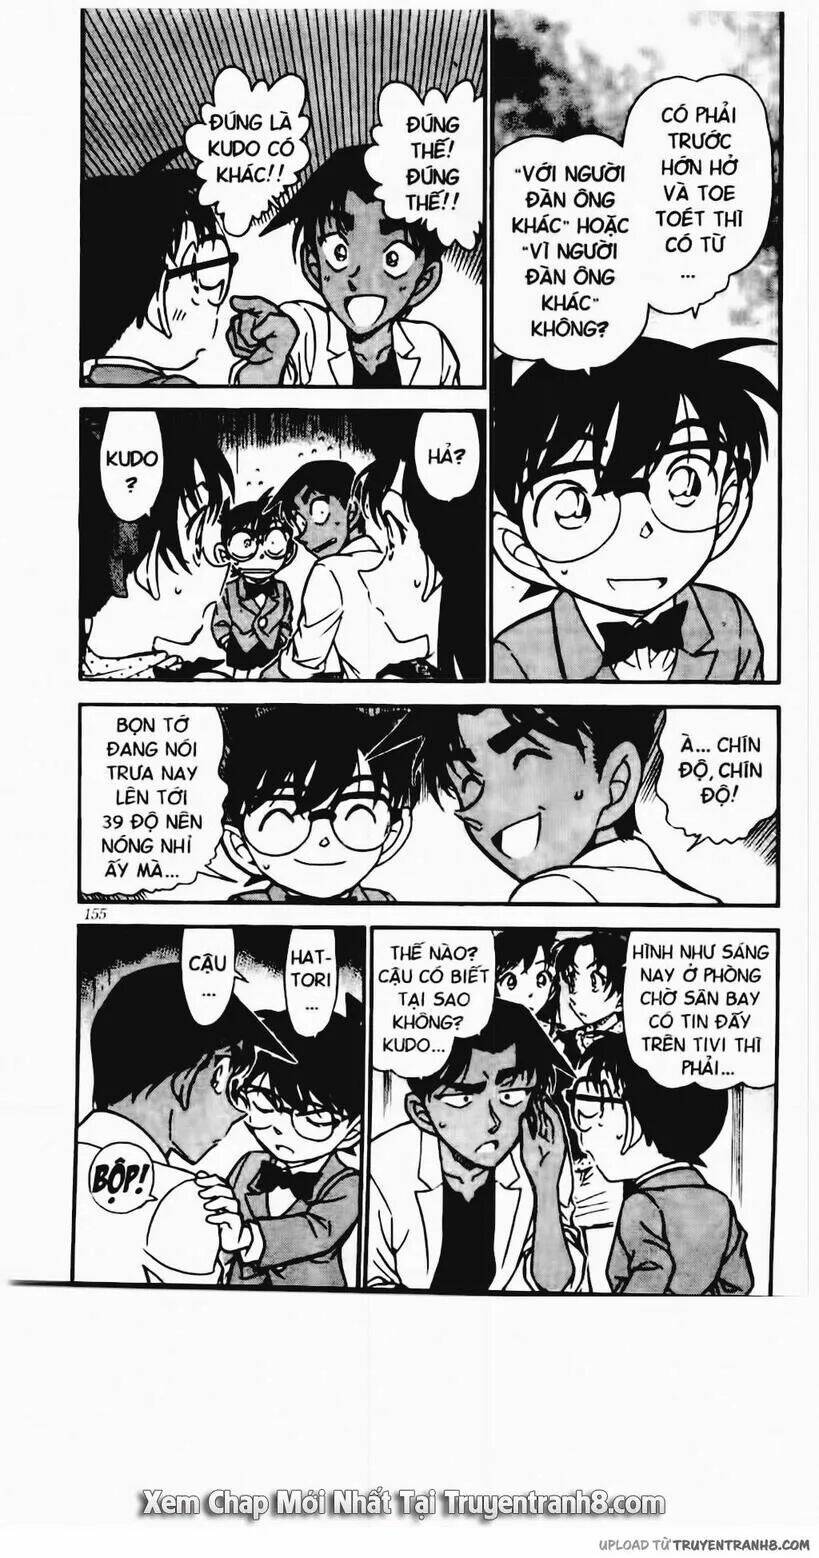 CÓ PHẢI
TRƯỚC
HỚN HỞ
VÀ TOE
TOÉT THÌ
CÓ TỪ
...
"VỚI NGƯỜI
ĐÀN ÔNG
KHÁC" HOẶC
"VÌ NGƯỜI
ĐÀN ÔNG
KHÁC"
KHÔNG?
ĐÚNG
THẾ!
ĐÚNG
THẾ!!
ĐÚNG LÀ
KUDO CÓ
KHÁC!!
HẢ?
KUDO
?
À... CHÍN
ĐỘ, CHÍN
ĐỘ!
BỌN TỚ
ĐANG NÓI
TRƯA NAY
LÊN TỚI
39 ĐỘ NÊN
NÓNG NHỈ
ẤY MÀ...
155
HÌNH NHƯ SÁNG
NAY Ở PHÒNG
CHỜ SÂN BAY
CÓ TIN ĐẤY
TRÊN TIVI THÌ
PHẢI...
THẾ NÀO?
CẬU CÓ BIẾT
TẠI SAO
KHÔNG?
KUDO...
HAT-
TORI
...
CẬU
...
BỘP!
Xem Chap Mới Nhất Tại Truyentranh8.com
UPLOAD TỪ TRUYENTRANH8.COM